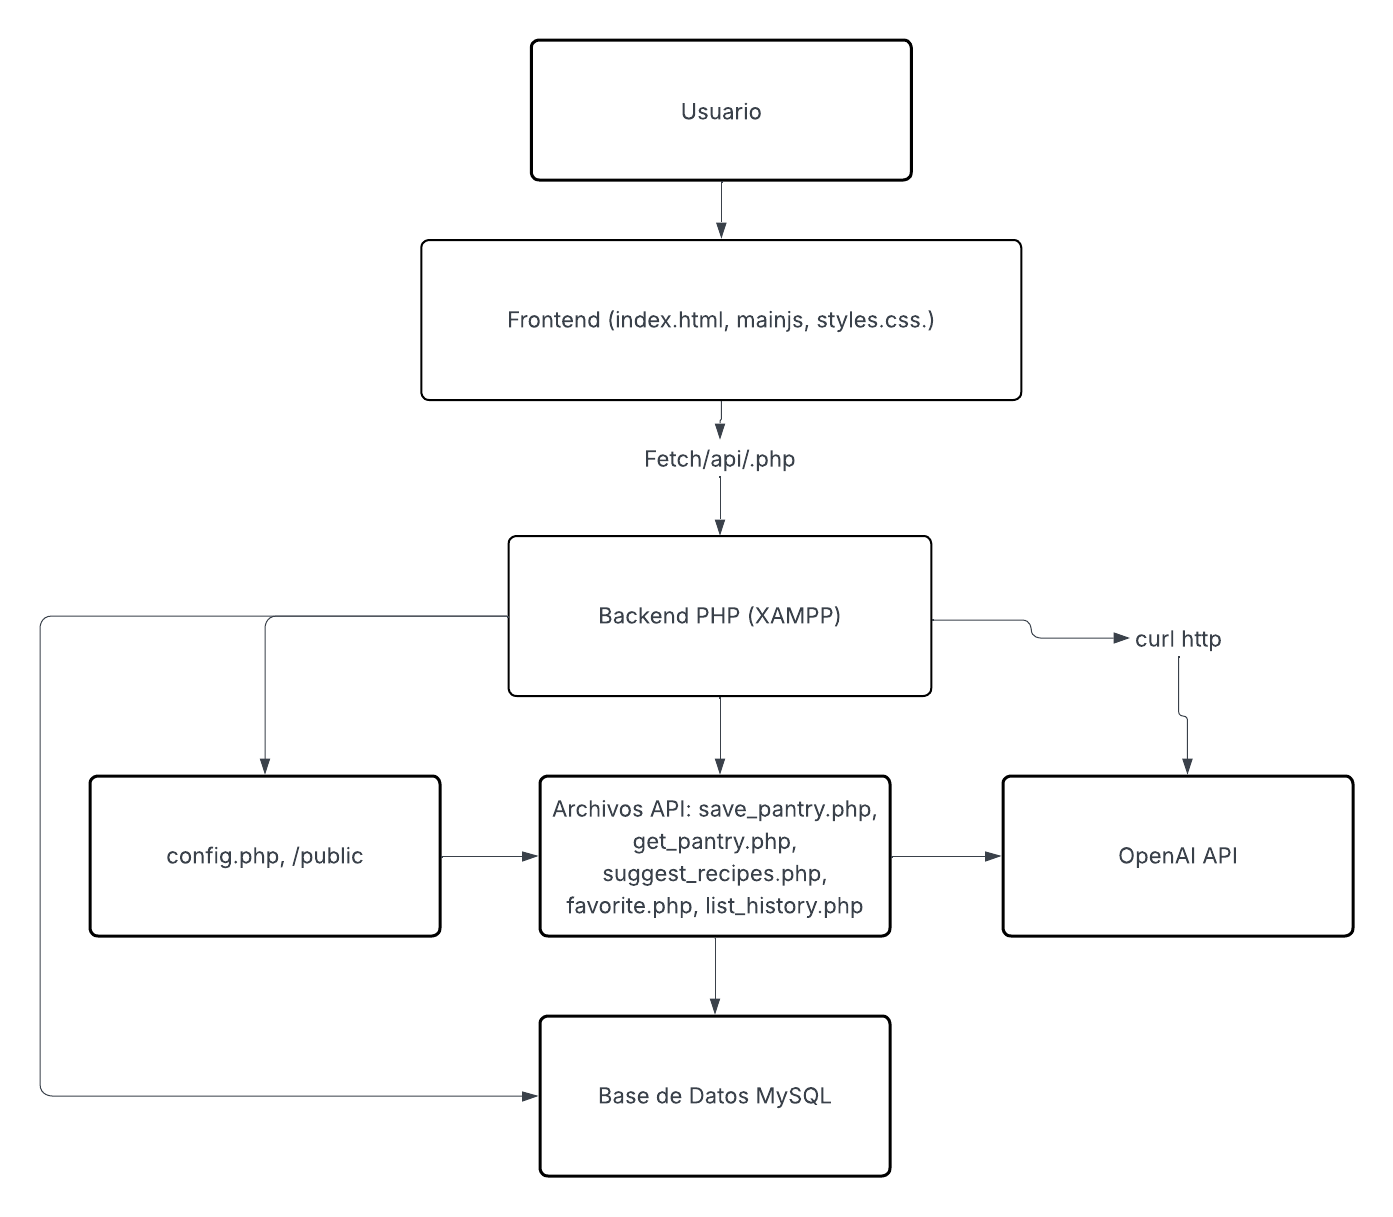 Usuario
Frontend (index.html, mainjs, styles.css.)
Fetch/api/.php
Backend PHP (XAMPP)
curl http
config.php, /public
Archivos API: save_pantry.php,
get_pantry.php,
suggest_recipes.php,
favorite.php, list_history.php
OpenAI API
Base de Datos MySQL